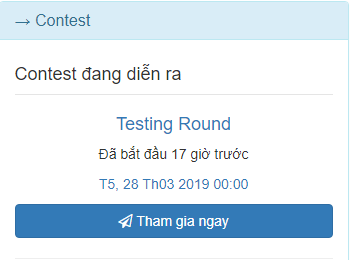 → Contest
Contest đang diễn ra
Testing Round
Đã bắt đầu 17 giờ trước
T5, 28 Th03 2019 00:00
Tham gia ngay